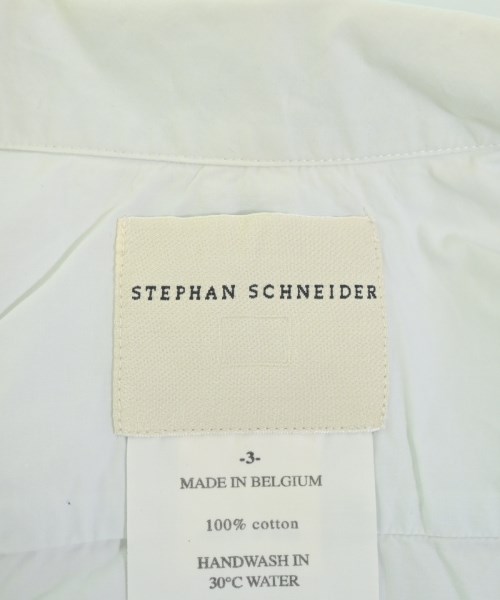 STEPHAN SCHNEIDER
-3-
MADE IN BELGIUM
100% cotton
HANDWASH IN
30°C WATER